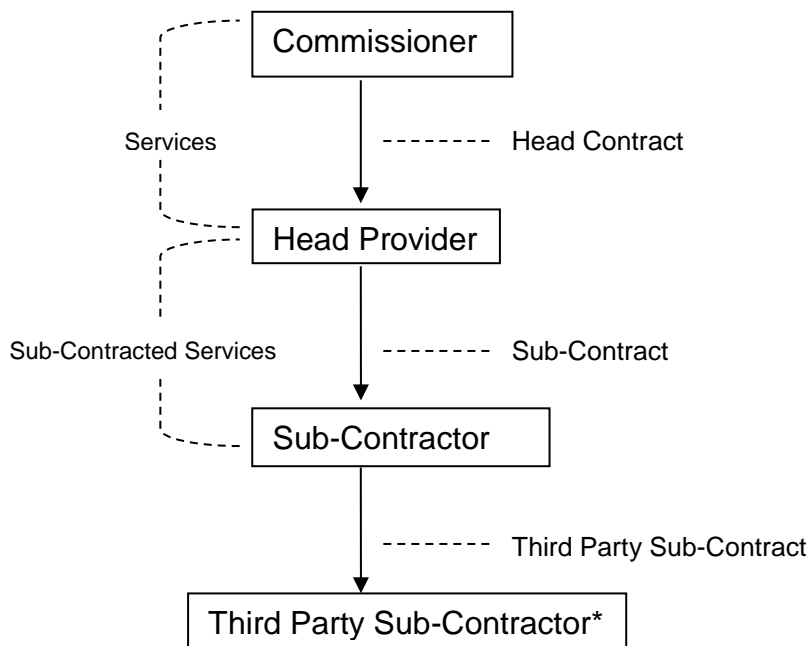 Commissioner
Services
Head Contract
Head Provider
Sub-Contracted Services
Sub-Contract
Sub-Contractor
Third Party Sub-Contract
Third Party Sub-Contractor*